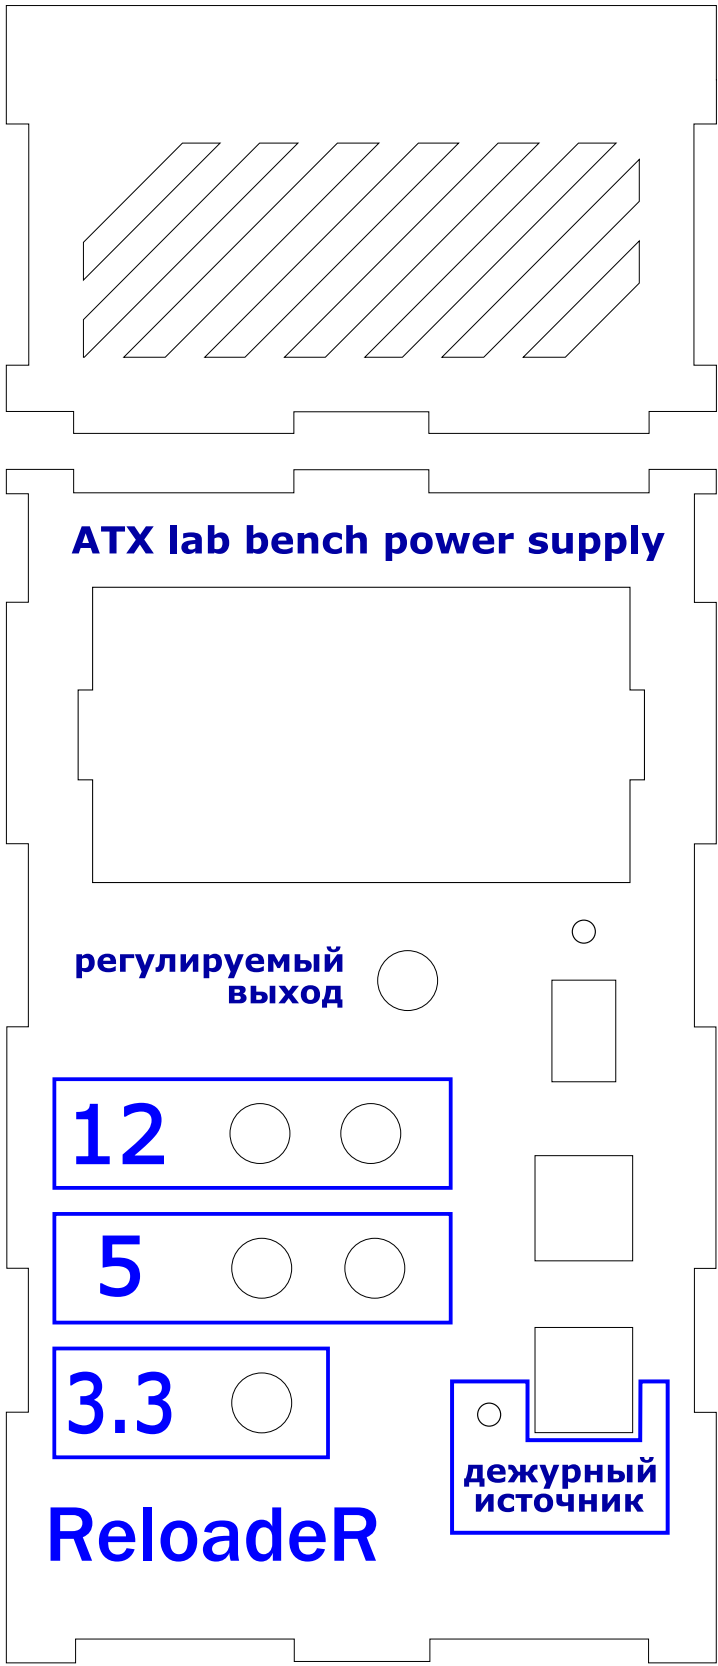 ATX lab bench power supply
регулируемый
выход
12
5
3.3
дежурный
источник
ReloadeR